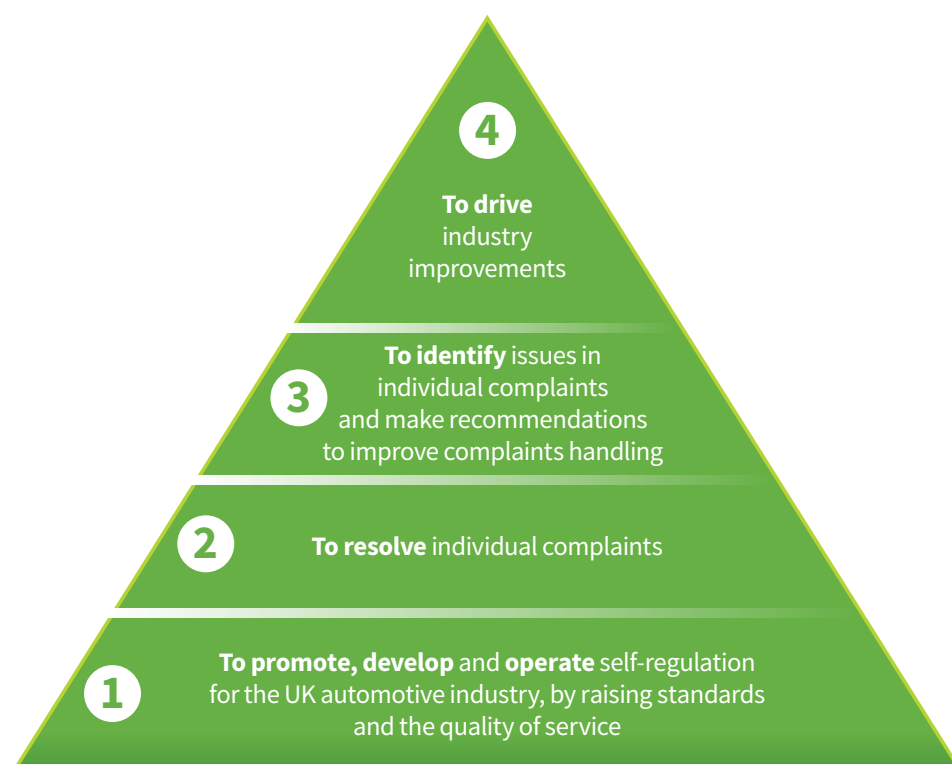 4
To drive
industry
improvements
3
To identify issues in
individual complaints
and make recommendations
to improve complaints handling
2
To resolve individual complaints
1
To promote, develop and operate self-regulation
for the UK automotive industry, by raising standards
and the quality of service